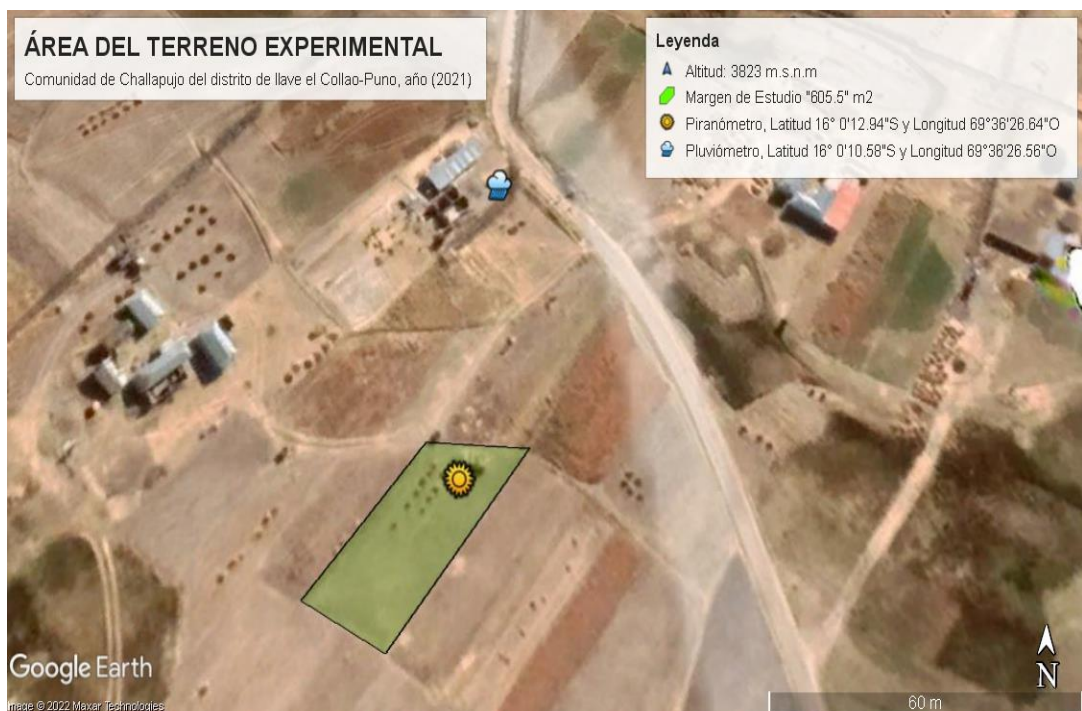 ÁREA DEL TERRENO EXPERIMENTAL
Comunidad de Challapujo del distrito de Ilave el Collao-Puno, año (2021)
Leyenda
Altitud: 3823 m.s.n.m
Margen de Estudio "605.5" m2
Piranómetro, Latitud 16° 0'12.94"S y Longitud 69°36'26.64"O
Pluviómetro, Latitud 16° 0'10.58"S y Longitud 69°36'26.56"O
Google Earth
Image © 2022 Maxar Technologies
N
60 m